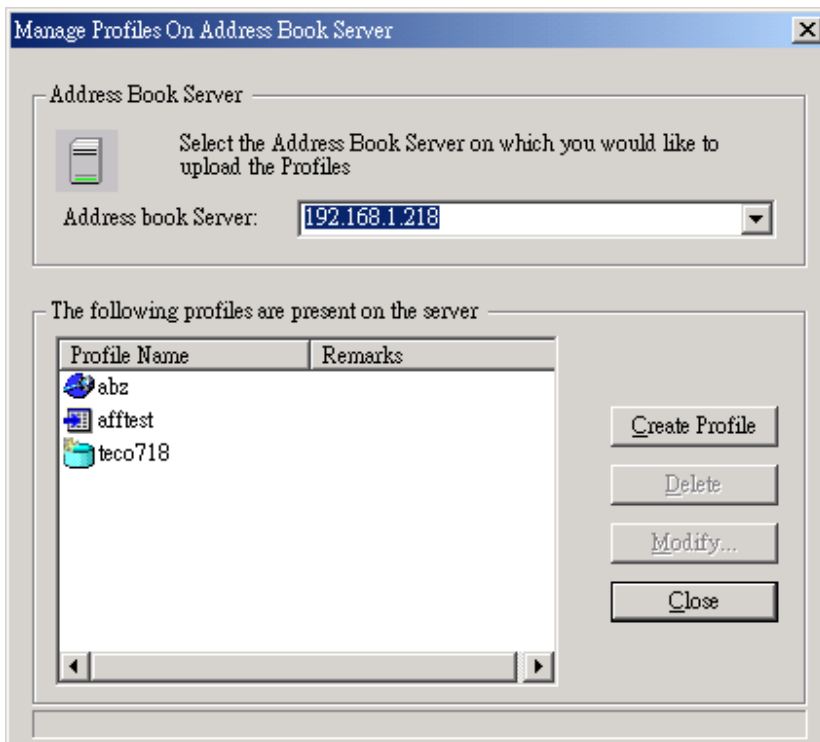 Manage Profiles On Address Book Server
Address Book Server
Select the Address Book Server on which you would like to
upload the Profiles
Address book Server: 192.168.1.218
The following profiles are present on the server
Profile Name Remarks
abz
afftest
teco718
Create Profile
Delete
Modify...
Close